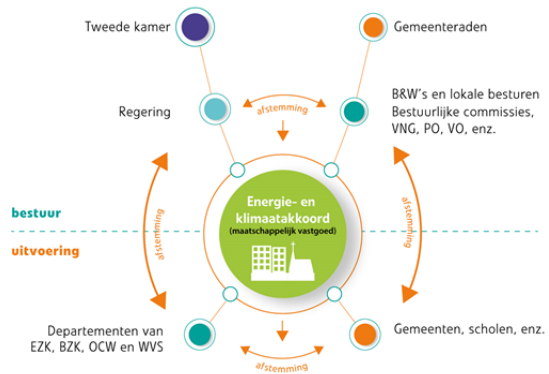 Tweede kamer
Gemeenteraden
Regering
afstemming
B&W's en lokale besturen
Bestuurlijke commissies,
VNG, PO, VO, enz.
Energie- en
klimaatakkoord
(maatschappelijk vastgoed)
afstemming
afstemming
bestuur
uitvoering
Departementen van
EZK, BZK, OCW en WVS
afstemming
Gemeenten, scholen, enz.